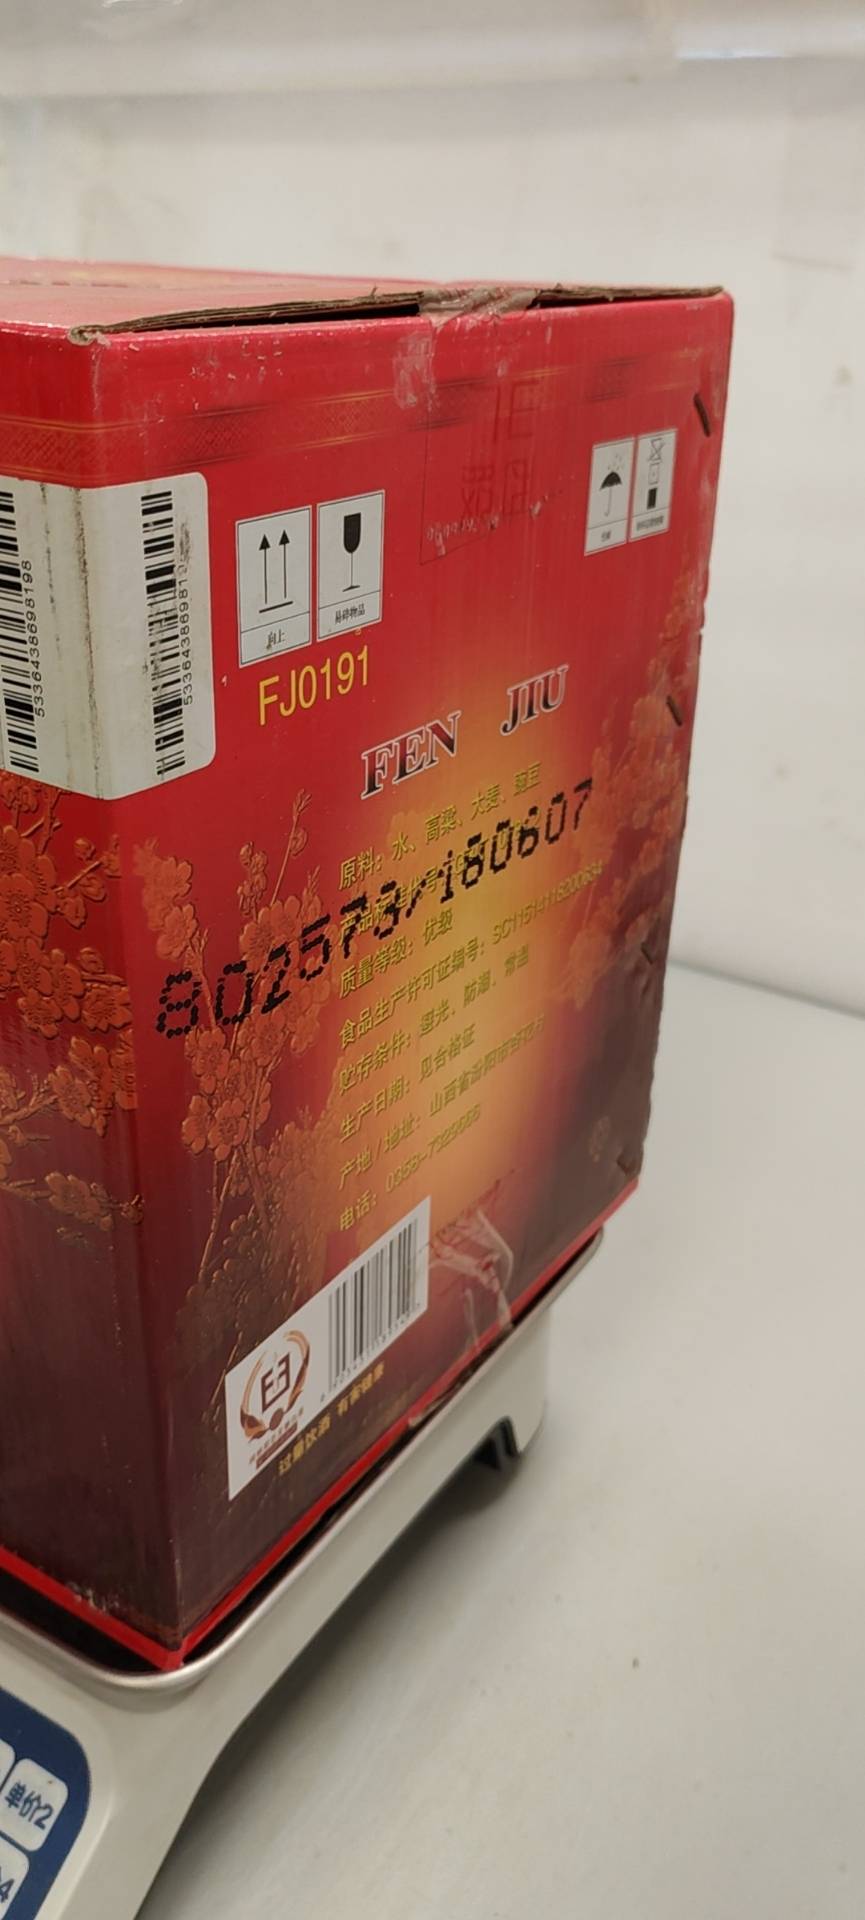 5336438698198
向上
易碎物品
FJ0191
FEN JIU
原料：水、高粱、大麦、豌豆
802573/180607
质量等级：优级
食品生产许可证编号：SC11514118200634
贮存条件：避光、防潮、常温
生产日期：见合格证
产地/地址：山西省汾阳市杏花村
电话：0358-7329666
过量饮酒 有害健康